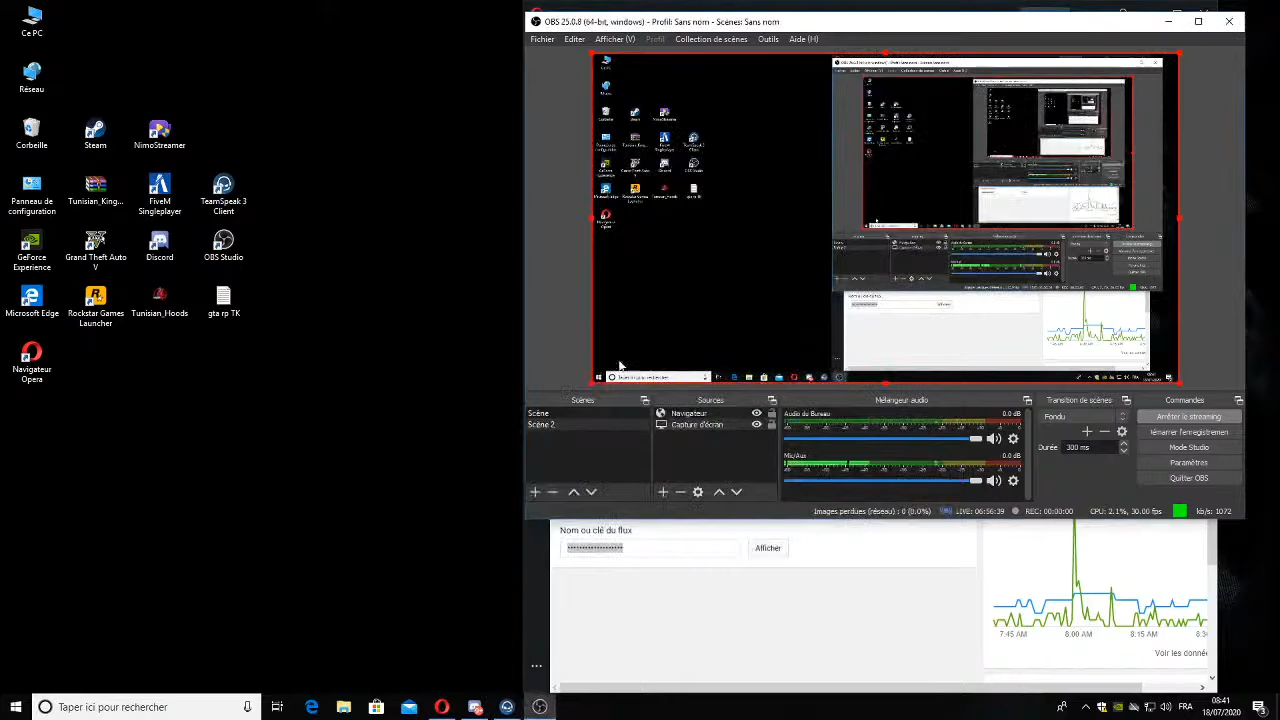 Ce PC
Réseau
Corbeille
Steam
NimoStreamer
Panneau de
configuration
Tunisian_King...
FiveM
Singleplayer
TeamSpeak 3
Client
GeForce
Experience
Grand Theft Auto
V
Discord
OBS Studio
Microsoft Edge
Rockstar Games
Launcher
gta rp TK
Navigateur
Opera
OBS 25.0.8 (64-bit, windows) - Profil: Sans nom - Scènes: Sans nom
Fichier
Editer
Afficher (V)
Profil
Collection de scènes
Outils
Aide (H)
Scènes
Scène
Scène 2
Sources
Navigateur
Capture d'écran
Mélangeur audio
Audio du Bureau
0.0 dB
Mic/Aux
0.0 dB
Transition de scènes
Fondu
Durée
300 ms
Commandes
Arrêter le streaming
Démarrer l'enregistremen
Mode Studio
Paramètres
Quitter OBS
Images perdues (réseau) : 0 (0.0%)
LIVE: 06:56:39
REC: 00:00:00
CPU: 2.1%, 30.00 fps
kb/s: 1072
Nom ou clé du flux
Afficher
7:45 AM
8:00 AM
8:15 AM
Voir les donnée
Taper ici pour rechercher
FRA
08:41
18/07/2020